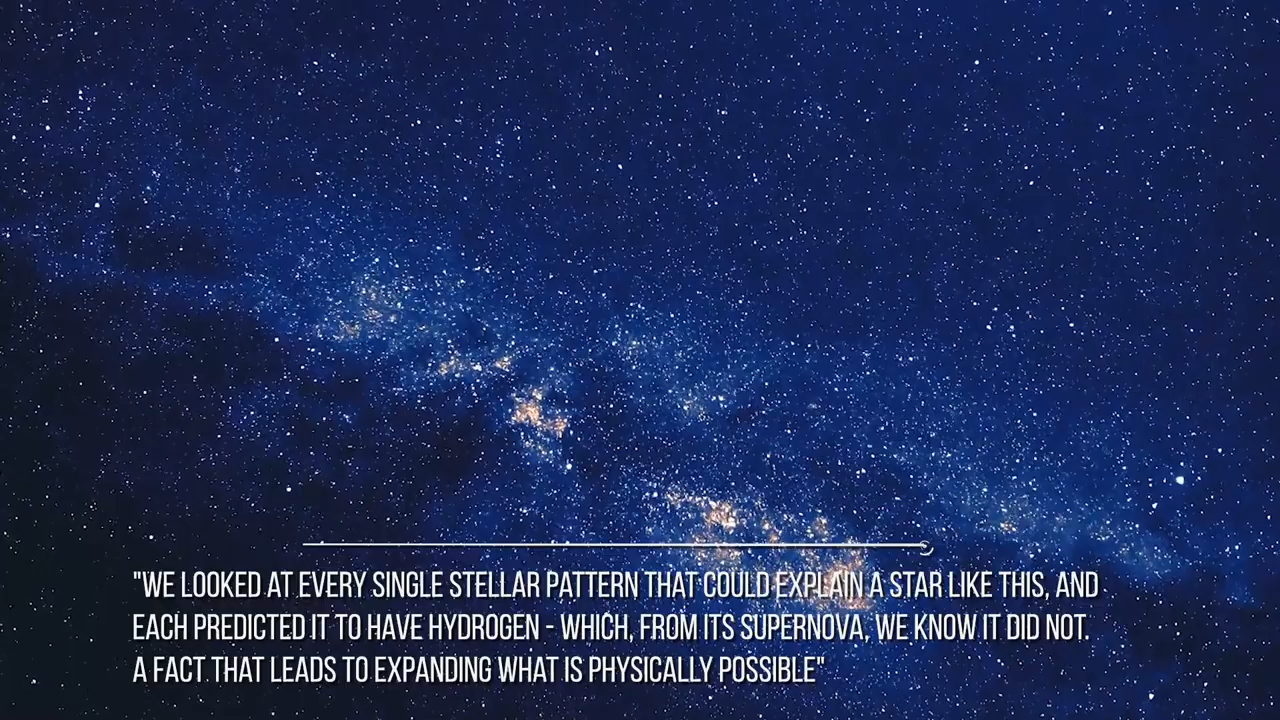 "WE LOOKED AT EVERY SINGLE STELLAR PATTERN THAT COULD EXPLAIN A STAR LIKE THIS, AND
EACH PREDICTED IT TO HAVE HYDROGEN - WHICH, FROM ITS SUPERNOVA, WE KNOW IT DID NOT.
A FACT THAT LEADS TO EXPANDING WHAT IS PHYSICALLY POSSIBLE"